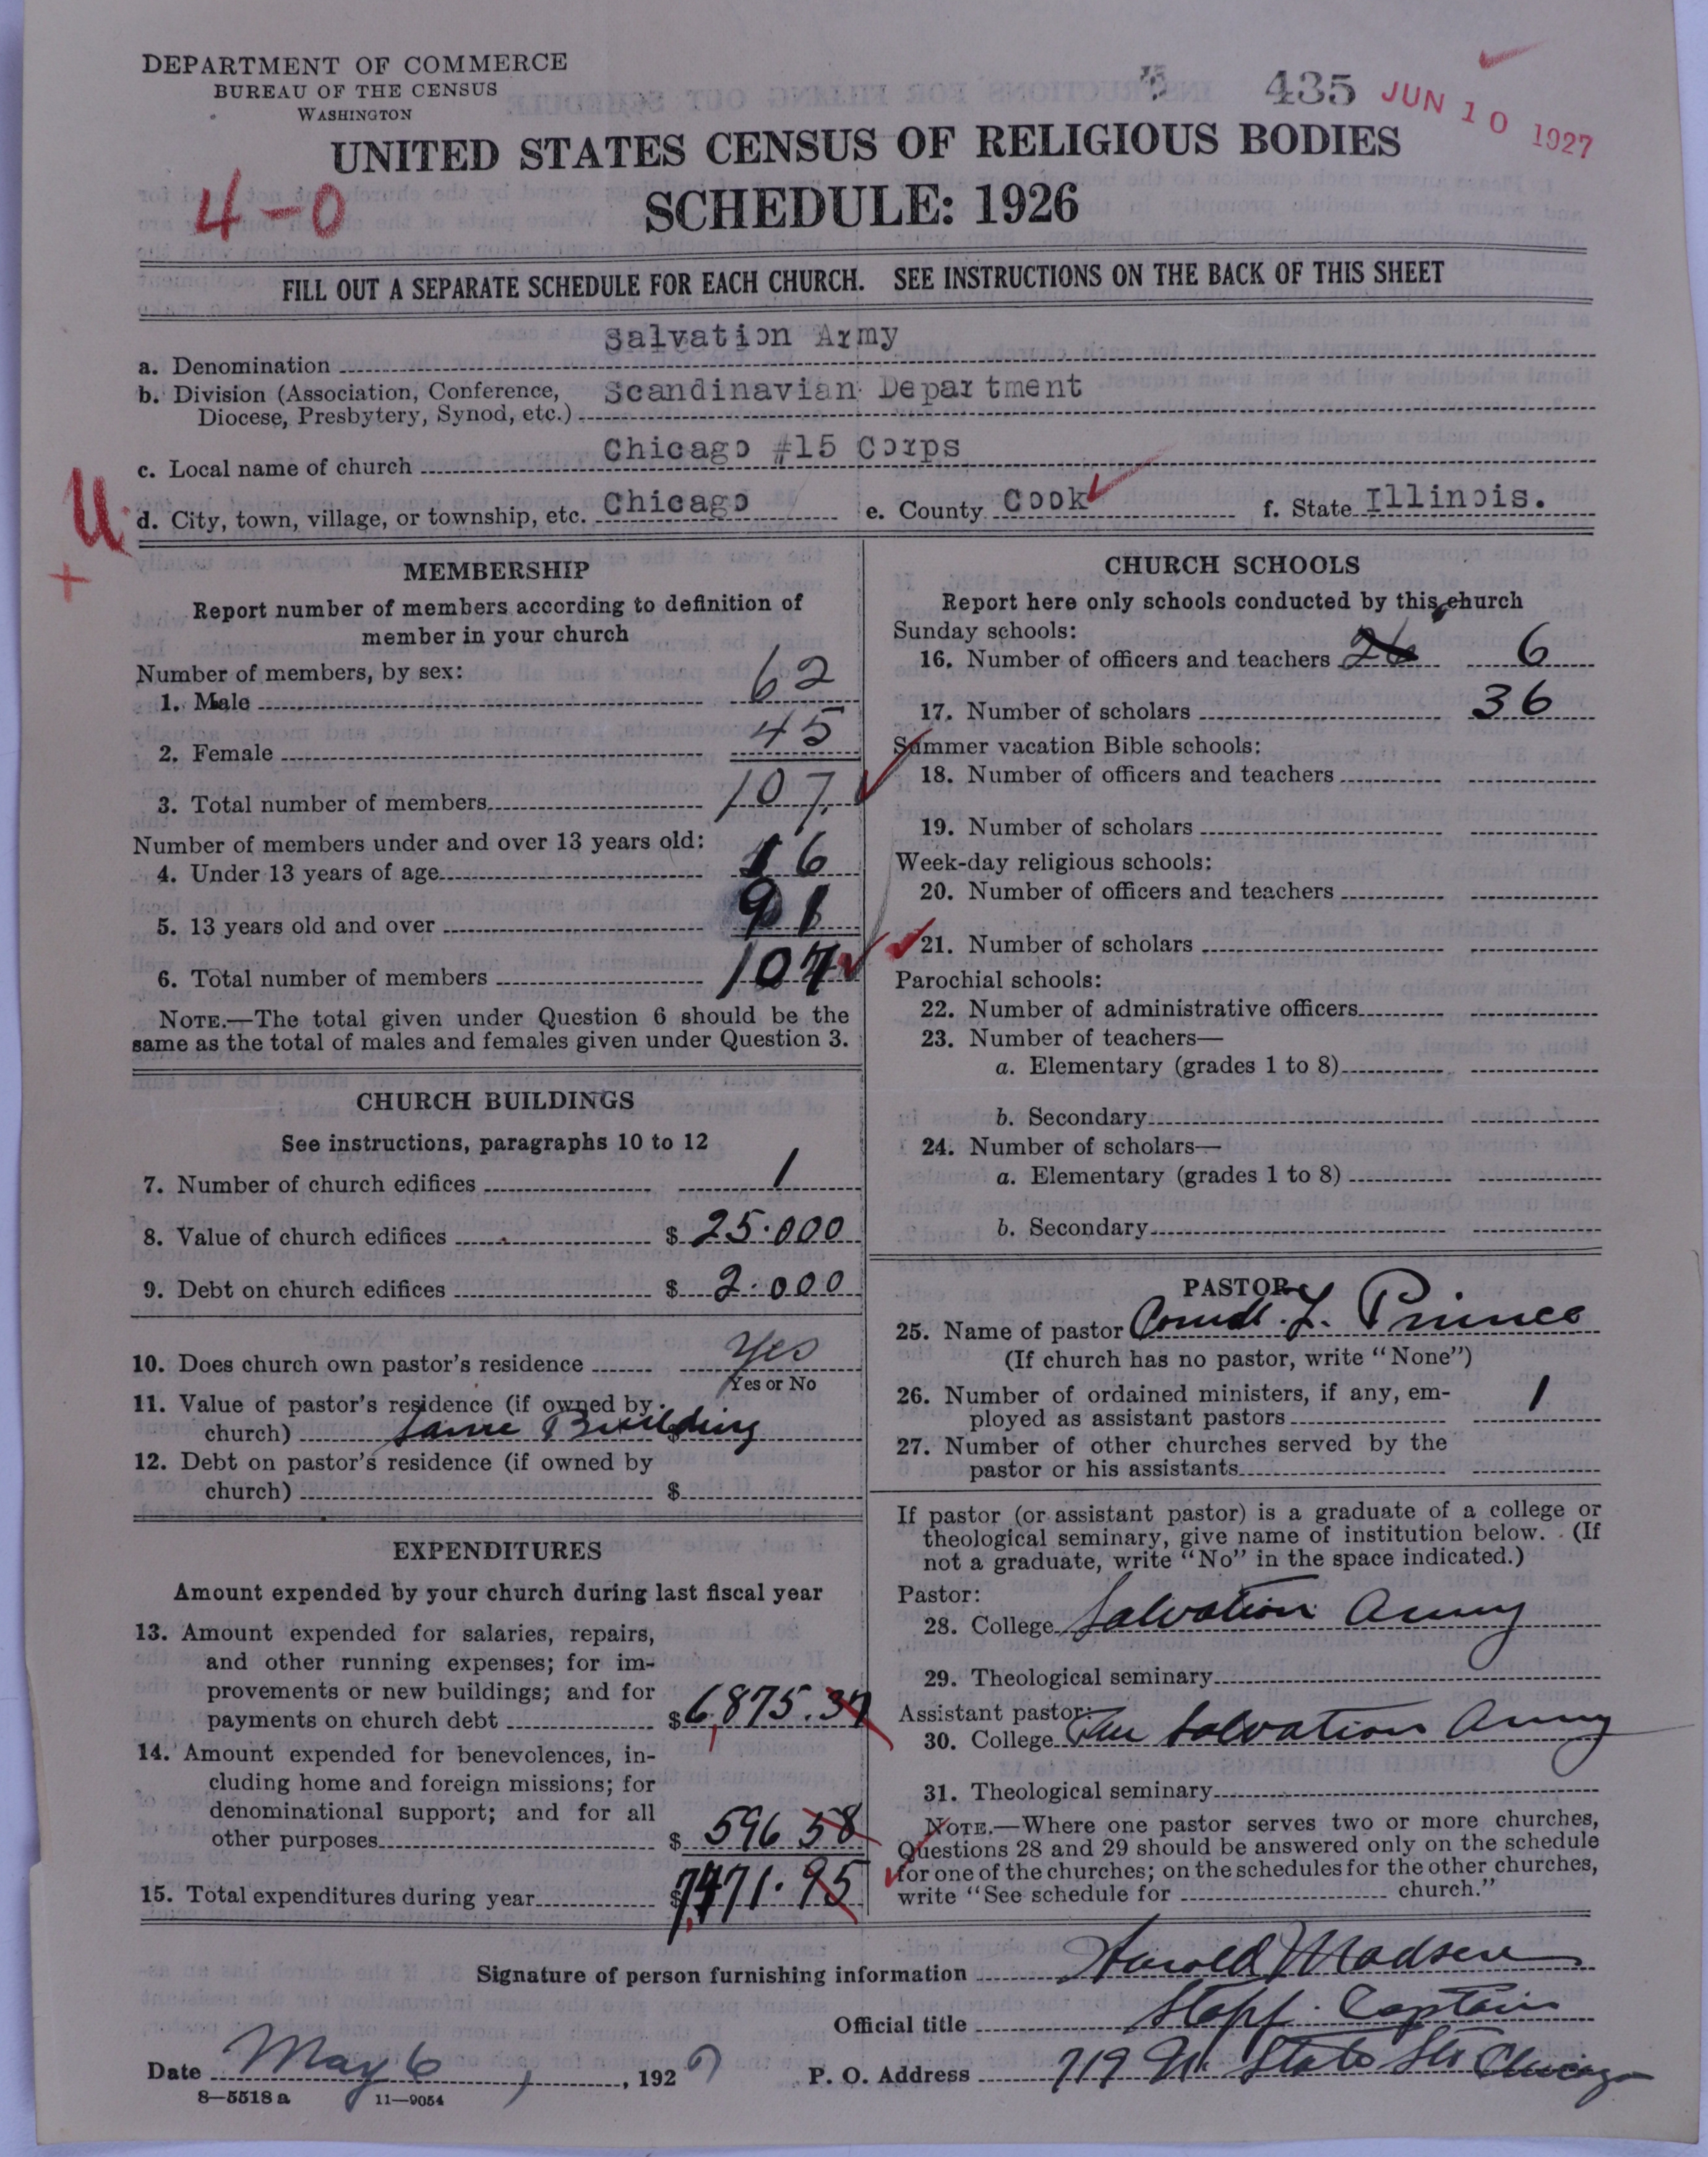 DEPARTMENT OF COMMERCE
BUREAU OF THE CENSUS
WASHINGTON
435 JUN 10 1927
UNITED STATES CENSUS OF RELIGIOUS BODIES
4-0
SCHEDULE: 1926
FILL OUT A SEPARATE SCHEDULE FOR EACH CHURCH. SEE INSTRUCTIONS ON THE BACK OF THIS SHEET
a. Denomination Salvation Army
b. Division (Association, Conference, Diocese, Presbytery, Synod, etc.) Scandinavian Department
c. Local name of church Chicago #15 Corps
U
d. City, town, village, or township, etc. Chicago e. County Cook f. State Illinois.
+
MEMBERSHIP
Report number of members according to definition of
member in your church
Number of members, by sex:
1. Male 62
2. Female 45
3. Total number of members 107
Number of members under and over 13 years old:
4. Under 13 years of age 16
5. 13 years old and over 91
6. Total number of members 107
NOTE.—The total given under Question 6 should be the
same as the total of males and females given under Question 3.
CHURCH BUILDINGS
See instructions, paragraphs 10 to 12
7. Number of church edifices 1
8. Value of church edifices $ 25.000
9. Debt on church edifices $ 2.000
10. Does church own pastor's residence Yes
Yes or No
11. Value of pastor's residence (if owned by
church) $ Same Building
12. Debt on pastor's residence (if owned by
church) $
EXPENDITURES
Amount expended by your church during last fiscal year
13. Amount expended for salaries, repairs,
and other running expenses; for im-
provements or new buildings; and for
payments on church debt $ 6,875.37
14. Amount expended for benevolences, in-
cluding home and foreign missions; for
denominational support; and for all
other purposes $ 596 58
15. Total expenditures during year $ 7,471.95
CHURCH SCHOOLS
Report here only schools conducted by this church
Sunday schools:
16. Number of officers and teachers 26 6
17. Number of scholars 36
Summer vacation Bible schools:
18. Number of officers and teachers
19. Number of scholars
Week-day religious schools:
20. Number of officers and teachers
21. Number of scholars
Parochial schools:
22. Number of administrative officers
23. Number of teachers—
a. Elementary (grades 1 to 8)
b. Secondary
24. Number of scholars—
a. Elementary (grades 1 to 8)
b. Secondary
PASTOR
25. Name of pastor L. Prince
(If church has no pastor, write "None")
26. Number of ordained ministers, if any, em-
ployed as assistant pastors 1
27. Number of other churches served by the
pastor or his assistants
If pastor (or assistant pastor) is a graduate of a college or
theological seminary, give name of institution below. (If
not a graduate, write "No" in the space indicated.)
Pastor:
28. College Salvation Army
29. Theological seminary
Assistant pastor:
30. College The Salvation Army
31. Theological seminary
NOTE.—Where one pastor serves two or more churches,
Questions 28 and 29 should be answered only on the schedule
for one of the churches; on the schedules for the other churches,
write "See schedule for church."
Signature of person furnishing information Harold Madsen
Official title Staff. Captain
Date May 6, 1927 P. O. Address 719 N. State Str Chicago
8—5518 a 11—9054